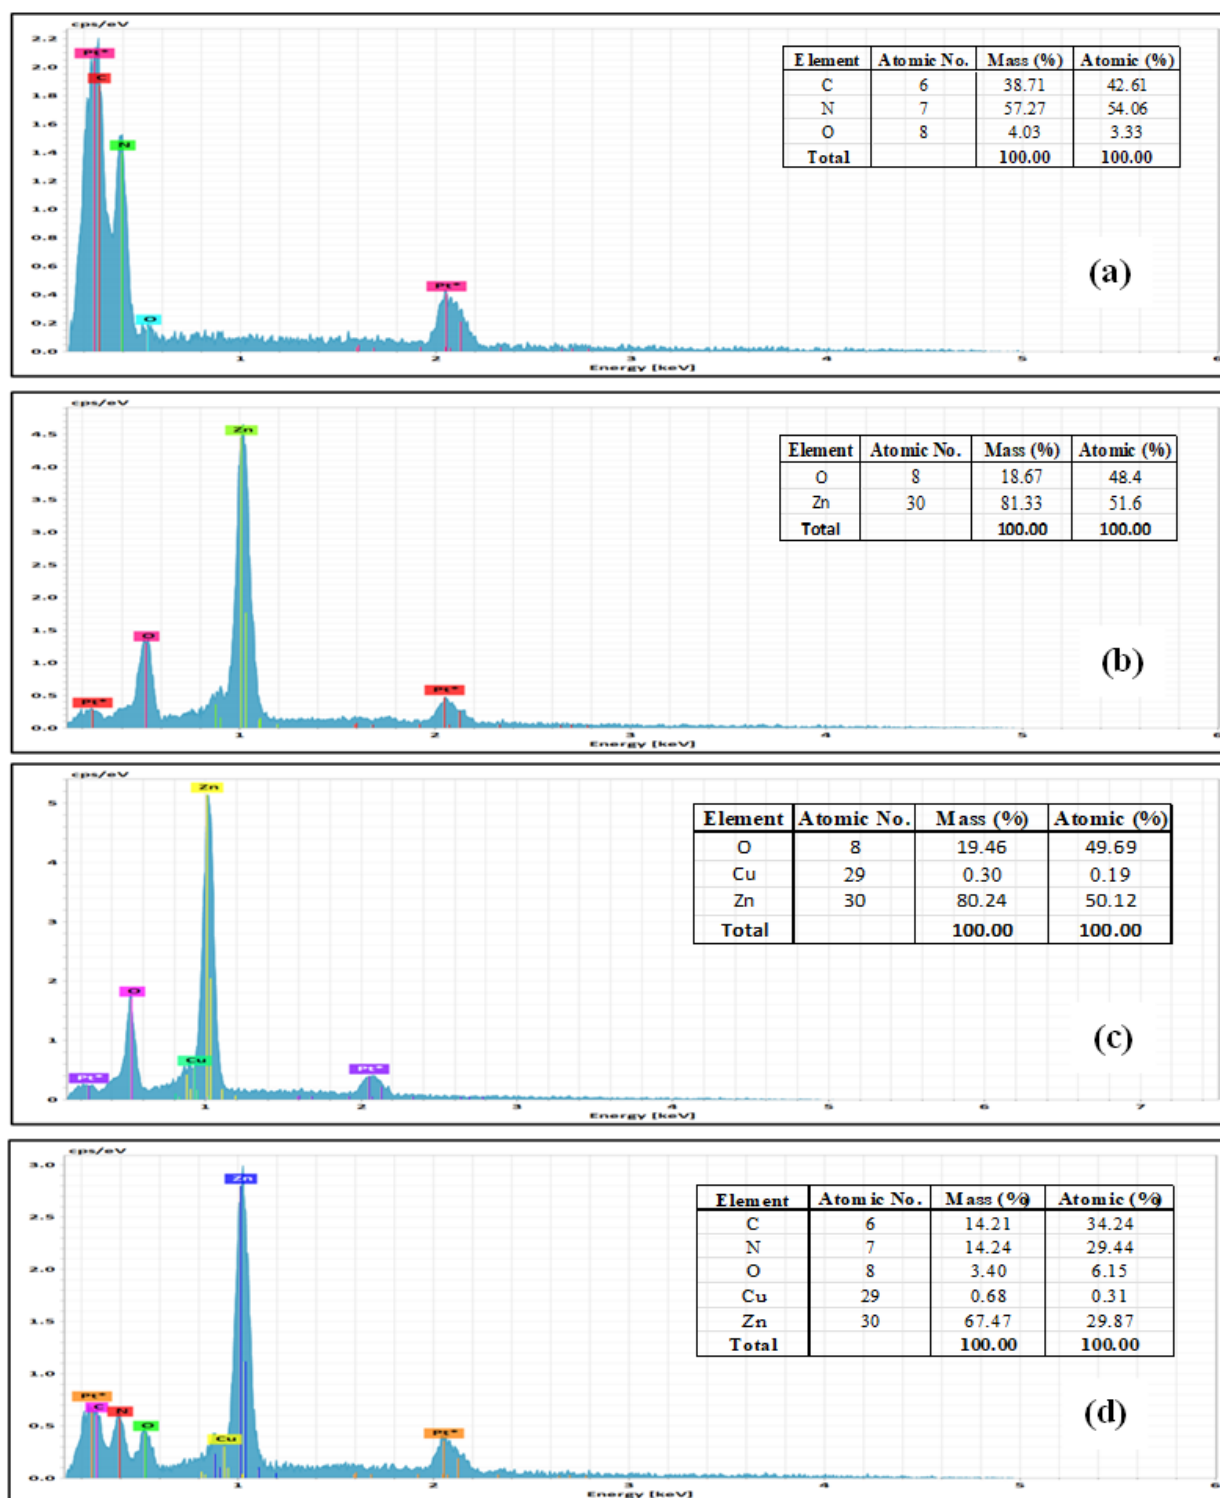 cps/eV
2.2
2.0
1.8
1.6
1.4
1.2
1.0
0.8
0.6
0.4
0.2
0.0
Pt*
C
N
O
Pt*
1 2 3 4 5 6
Energy [keV]
Element Atomic No. Mass (%) Atomic (%)
C 6 38.71 42.61
N 7 57.27 54.06
O 8 4.03 3.33
Total 100.00 100.00
(a)
cps/eV
4.5
4.0
3.5
3.0
2.5
2.0
1.5
1.0
0.5
0.0
Zn
O
Pt*
Pt*
1 2 3 4 5 6
Energy [keV]
Element Atomic No. Mass (%) Atomic (%)
O 8 18.67 48.4
Zn 30 81.33 51.6
Total 100.00 100.00
(b)
cps/eV
5
4
3
2
1
0
Zn
O
Cu
Pt*
Pt*
1 2 3 4 5 6 7
Energy [keV]
Element Atomic No. Mass (%) Atomic (%)
O 8 19.46 49.69
Cu 29 0.30 0.19
Zn 30 80.24 50.12
Total 100.00 100.00
(c)
cps/eV
3.0
2.5
2.0
1.5
1.0
0.5
0.0
Zn
Pt*
C
N
O
Cu
Pt*
1 2 3 4 5 6
Energy [keV]
Element Atomic No. Mass (%) Atomic (%)
C 6 14.21 34.24
N 7 14.24 29.44
O 8 3.40 6.15
Cu 29 0.68 0.31
Zn 30 67.47 29.87
Total 100.00 100.00
(d)